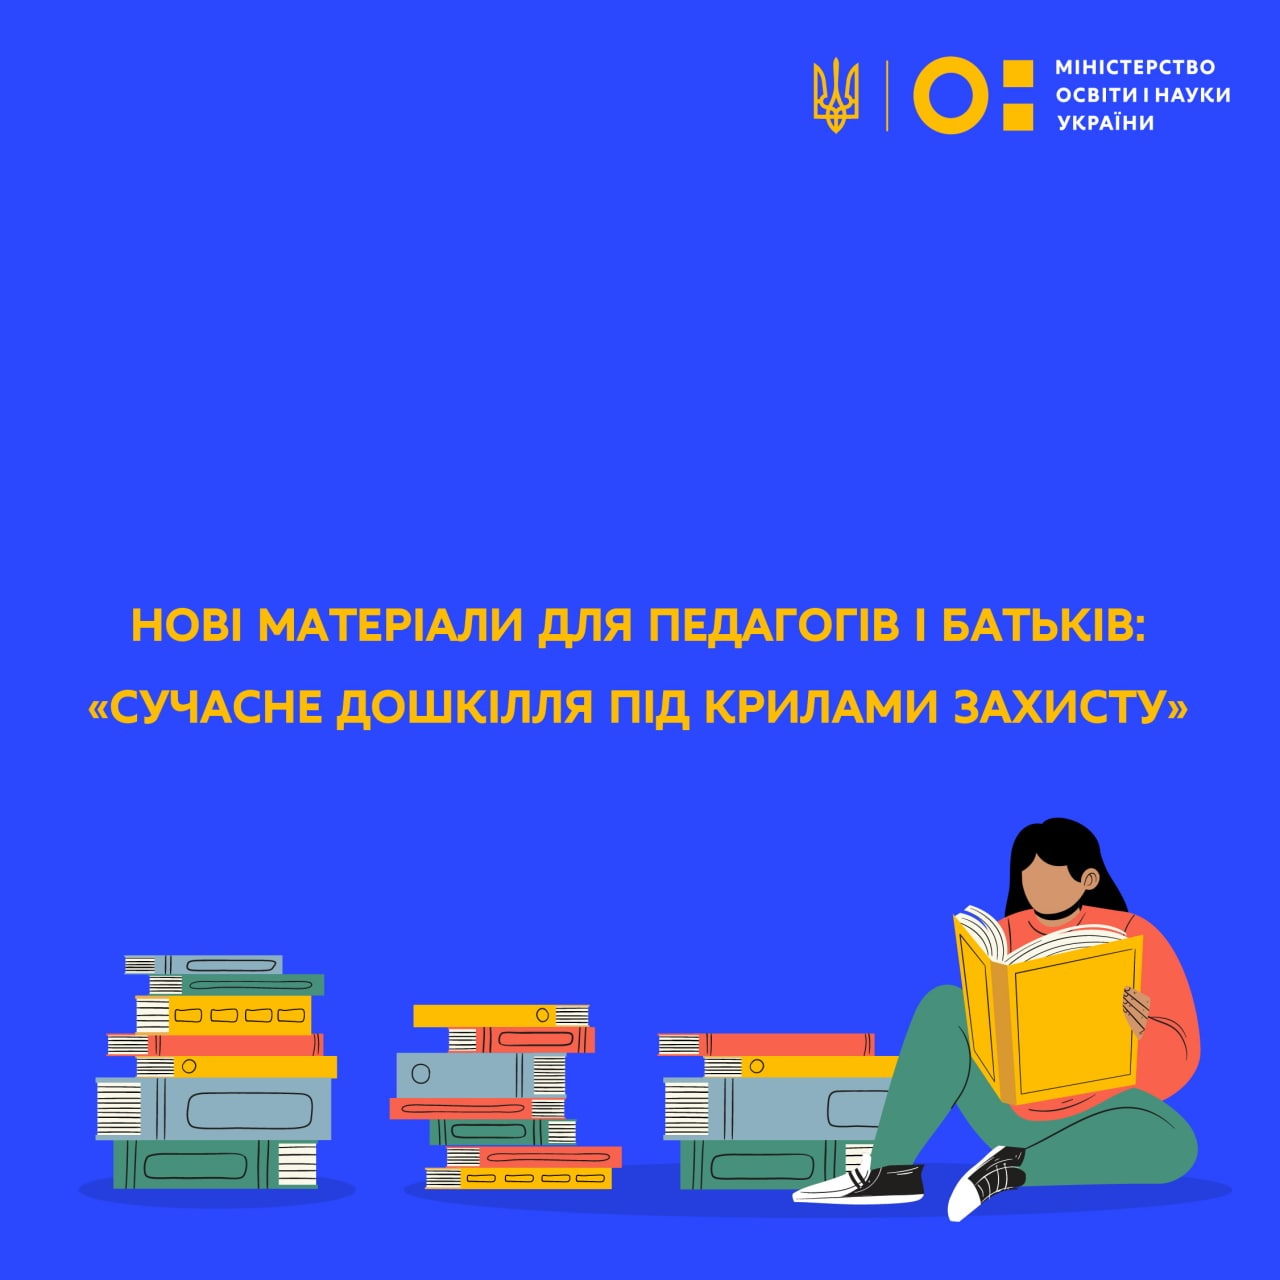 МІНІСТЕРСТВО
ОСВІТИ І НАУКИ
УКРАЇНИ
НОВІ МАТЕРІАЛИ ДЛЯ ПЕДАГОГІВ І БАТЬКІВ:
«СУЧАСНЕ ДОШКІЛЛЯ ПІД КРИЛАМИ ЗАХИСТУ»